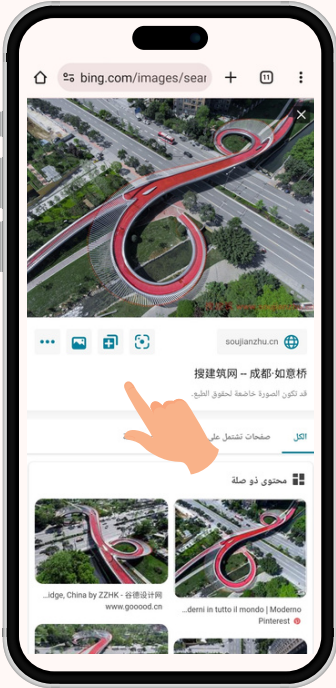 bing.com/images/sear
11
soujianzhu.cn
搜建筑网 -- 成都·如意桥
قد تكون الصورة خاضعة لحقوق الطبع.
الكل
صفحات تشتمل على
محتوى ذو صلة
...derni in tutto il mondo | Moderno
Pinterest
...idge, China by ZZHK - 谷德设计网
www.gooood.cn